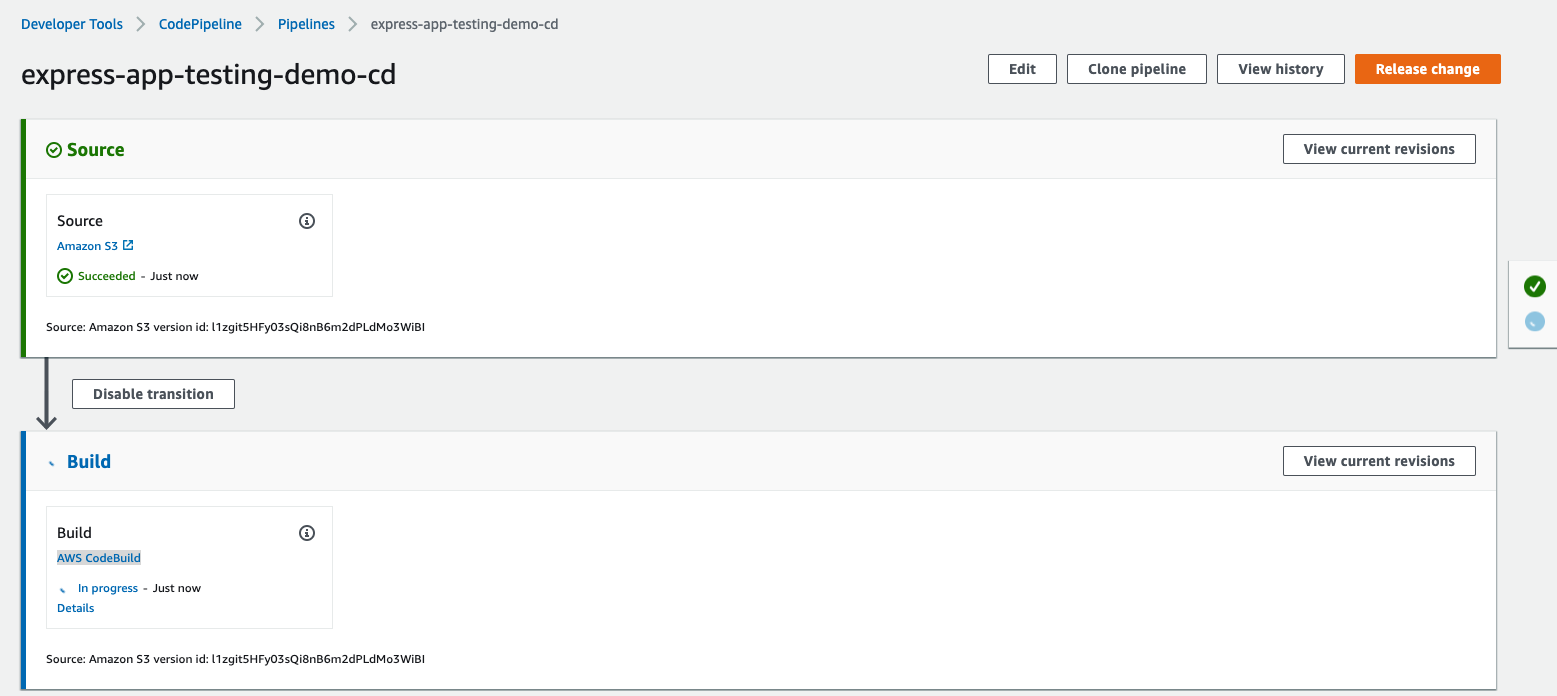 Developer Tools CodePipeline Pipelines express-app-testing-demo-cd
express-app-testing-demo-cd
Edit Clone pipeline View history Release change
Source
View current revisions
Source
Amazon S3
Succeeded - Just now
Source: Amazon S3 version id: l1zgit5HFy03sQi8nB6m2dPLdMo3WiBI
Disable transition
Build
View current revisions
Build
AWS CodeBuild
In progress - Just now
Details
Source: Amazon S3 version id: l1zgit5HFy03sQi8nB6m2dPLdMo3WiBI